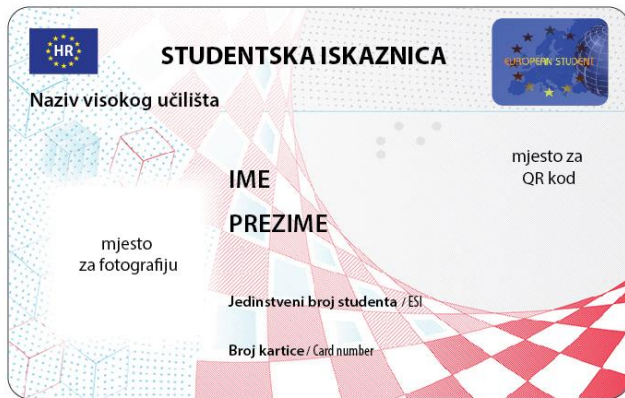 HR
STUDENTSKA ISKAZNICA
EUROPEAN STUDENT
Naziv visokog učilišta
mjesto za
QR kod
IME
PREZIME
mjesto
za fotografiju
Jedinstveni broj studenta / ESI
Broj kartice / Card number